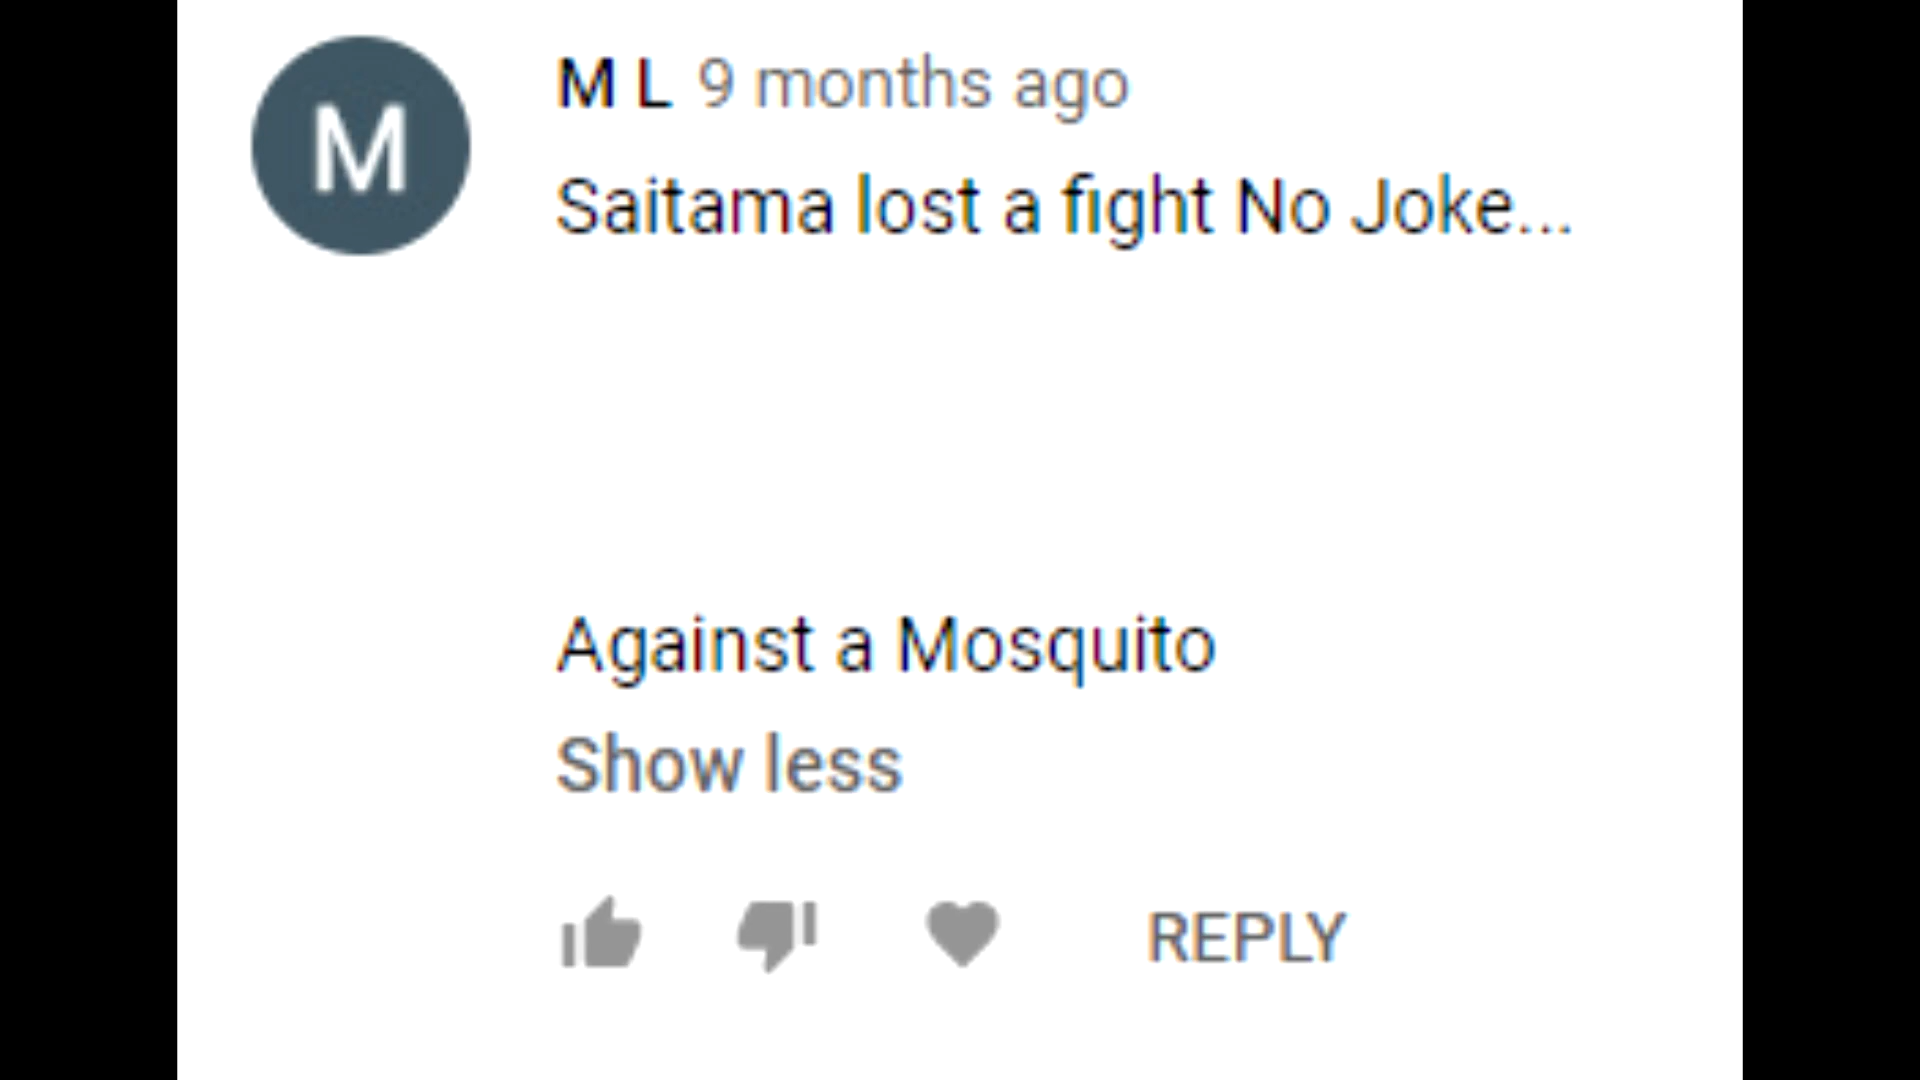 M
M L 9 months ago
Saitama lost a fight No Joke...
Against a Mosquito
Show less
REPLY